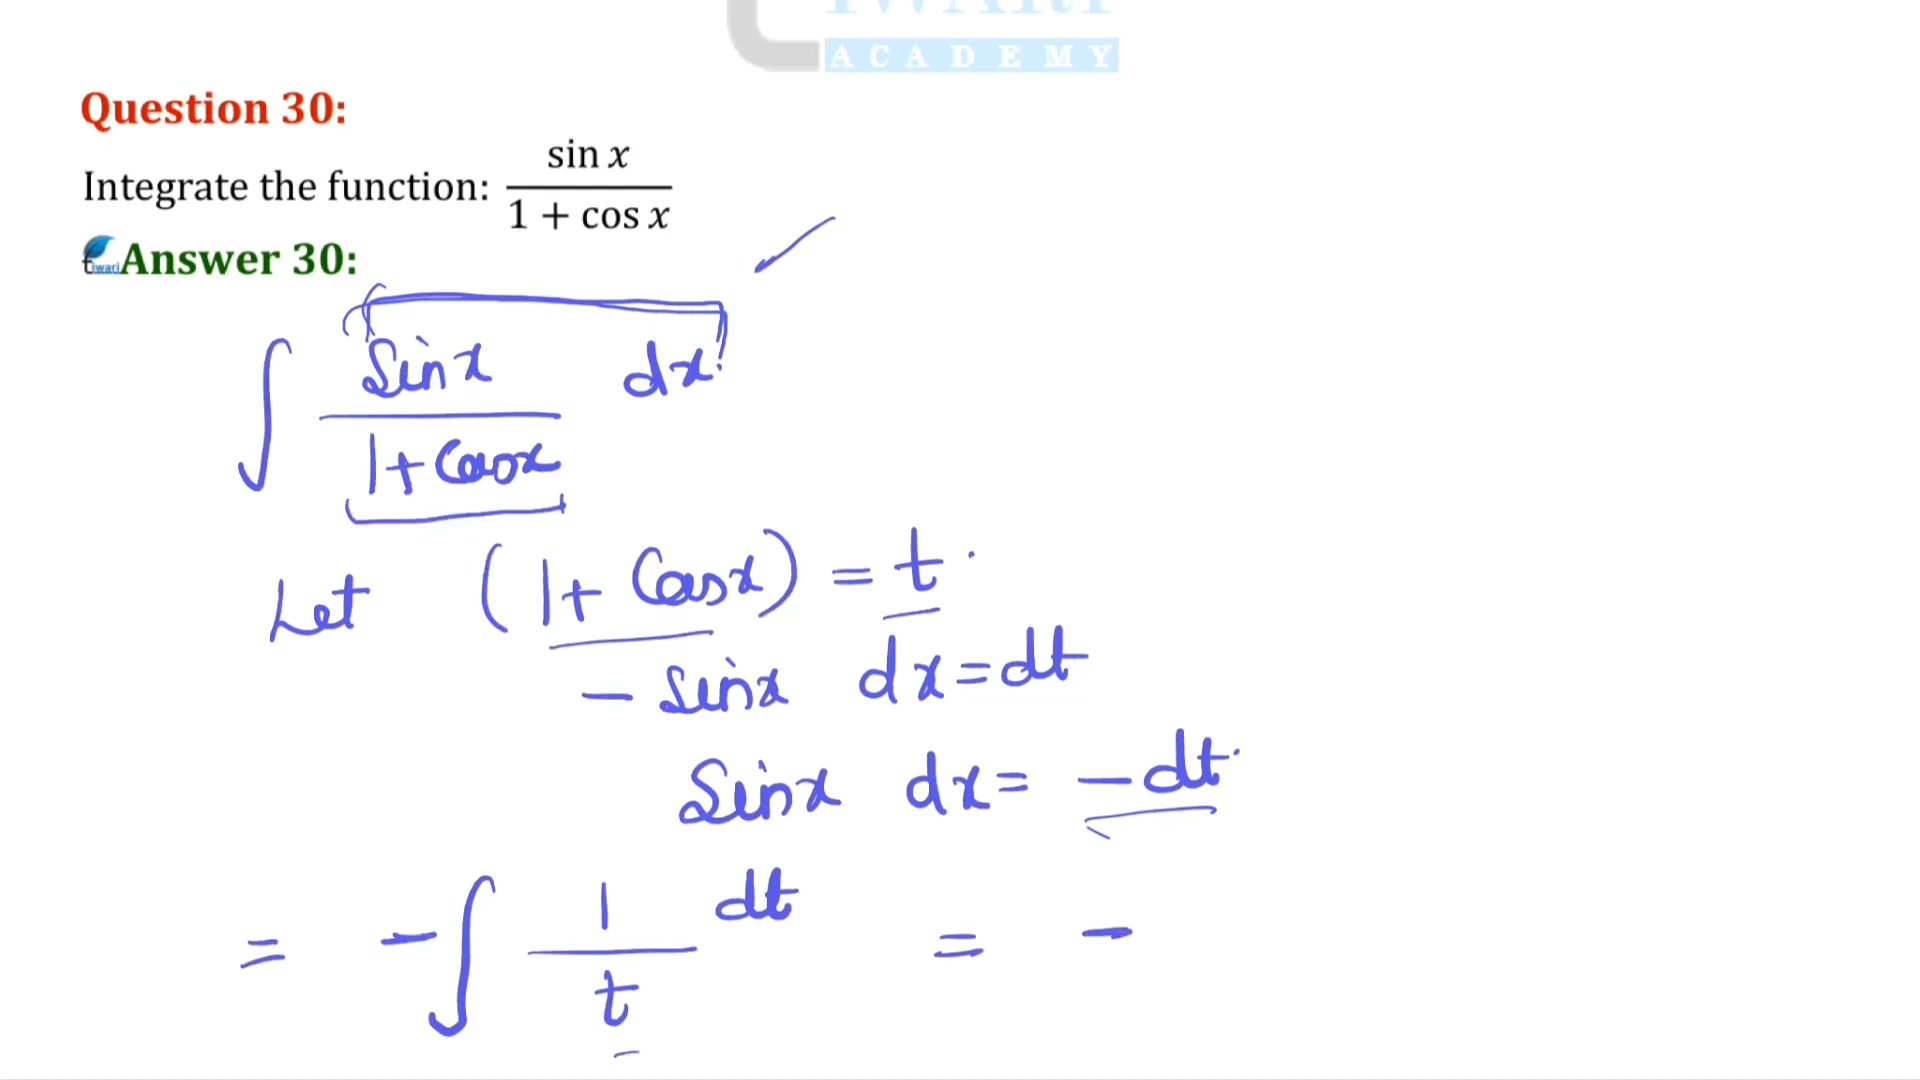 ACADEMY
Question 30:
Integrate the function: sin x / 1 + cos x
tiwari Answer 30:
∫ Sinx / 1 + Cosx dx
Let (1 + Cosx) = t
− Sinx dx = dt
Sinx dx = − dt
= − ∫ 1 / t dt = −